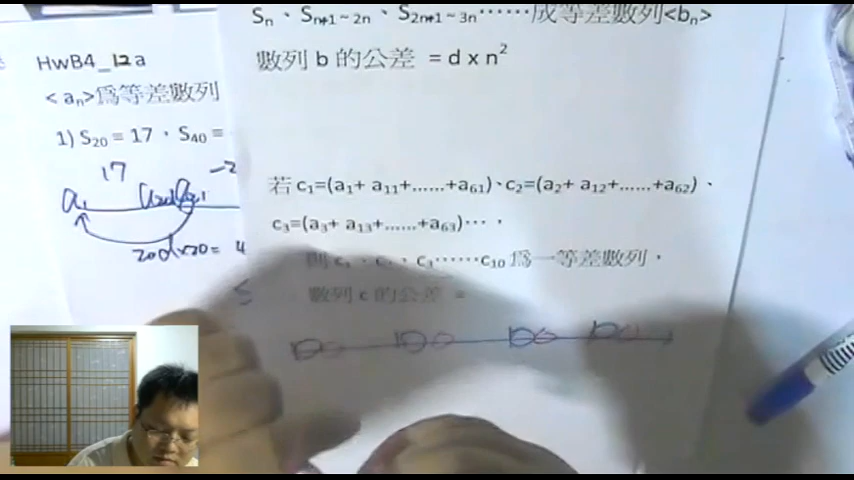 HwB4_12a
<aₙ>為等差數列
1) S₂₀ = 17，S₄₀ =
17
-2
a₁
20d×20= 4
Sₙ、Sₙ₊₁~₂ₙ、S₂ₙ₊₁~₃ₙ⋯⋯成等差數列<bₙ>
數列 b 的公差 = d x n²
若 c₁=(a₁+ a₁₁+⋯⋯+a₆₁)、c₂=(a₂+ a₁₂+⋯⋯+a₆₂)、
c₃=(a₃+ a₁₃+⋯⋯+a₆₃)⋯，
則 c₁、c₂、c₃⋯⋯c₁₀ 為一等差數列，
數列 c 的公差 =